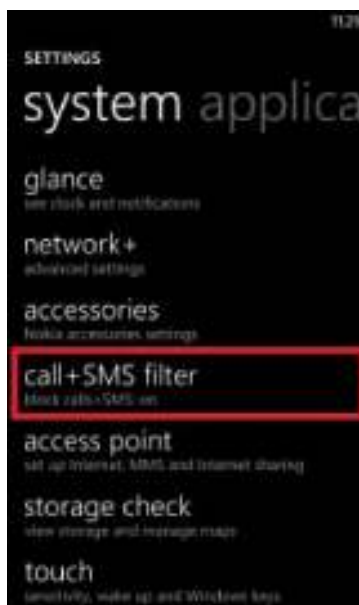 11:29
SETTINGS
system applica
glance
see clock and notifications
network+
advanced settings
accessories
Nokia accessories settings
call+SMS filter
block calls+SMS on
access point
set up Internet, MMS and Internet sharing
storage check
view storage and manage maps
touch
sensitivity, wake up and Windows keys